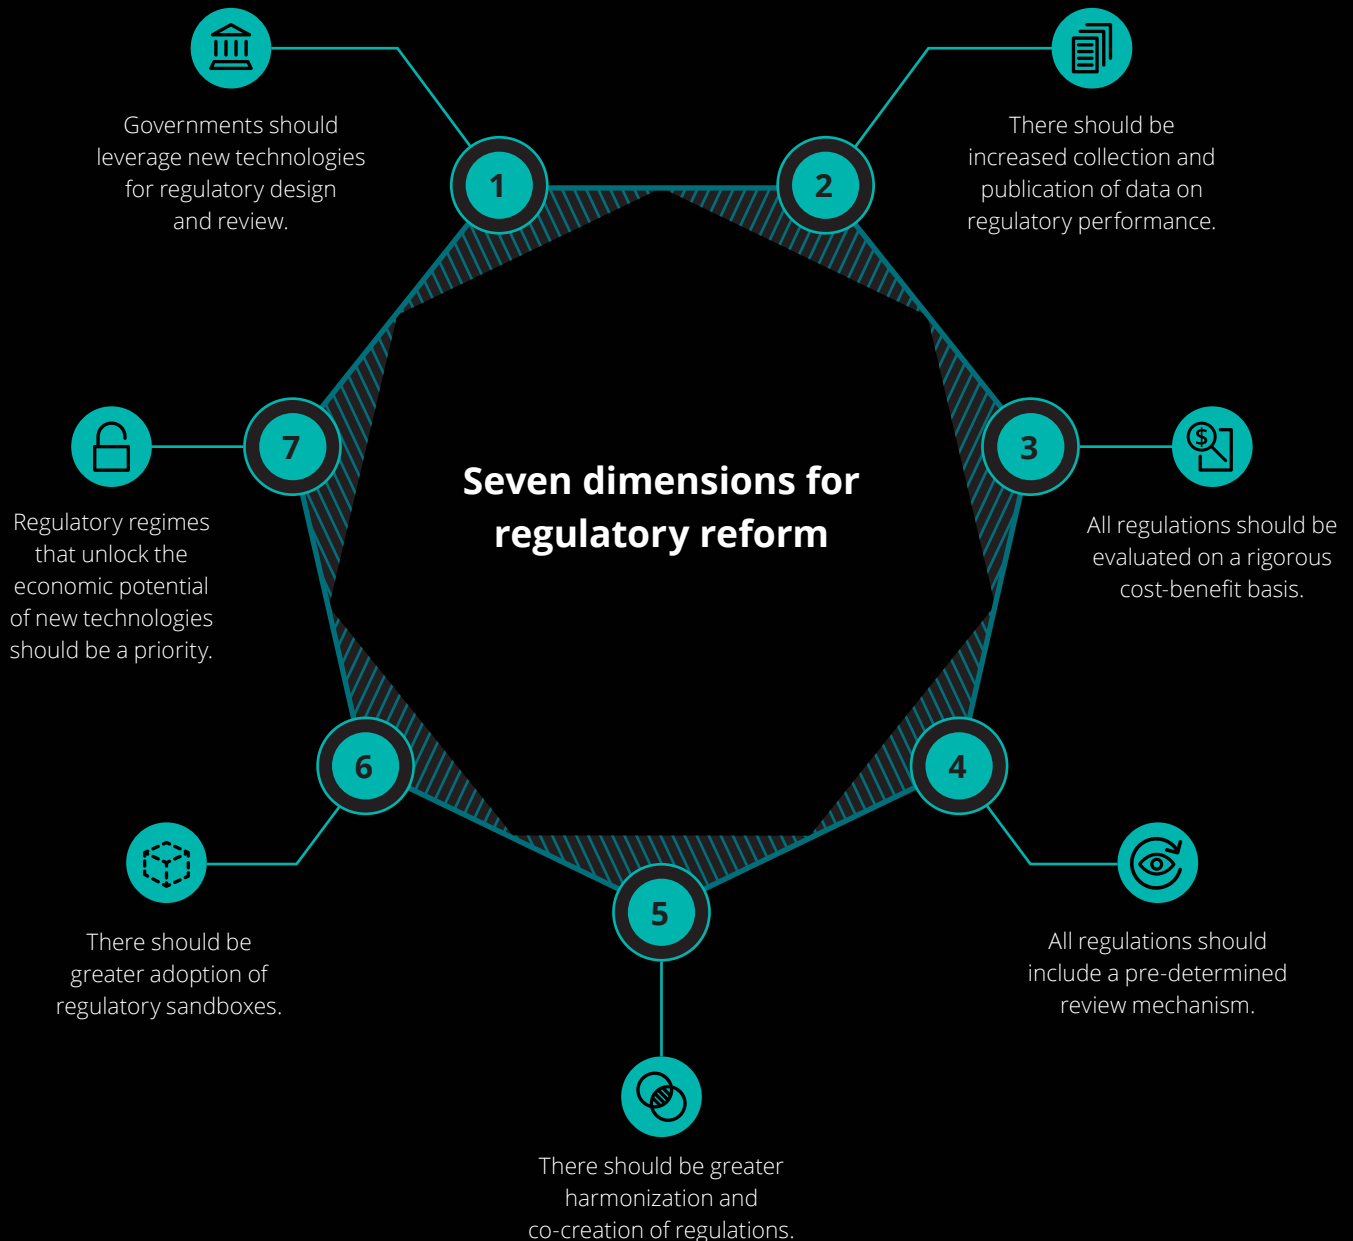 1
Governments should
leverage new technologies
for regulatory design
and review.
2
There should be
increased collection and
publication of data on
regulatory performance.
Seven dimensions for
regulatory reform
3
$
All regulations should be
evaluated on a rigorous
cost-benefit basis.
4
All regulations should
include a pre-determined
review mechanism.
5
There should be greater
harmonization and
co-creation of regulations.
6
There should be
greater adoption of
regulatory sandboxes.
7
Regulatory regimes
that unlock the
economic potential
of new technologies
should be a priority.